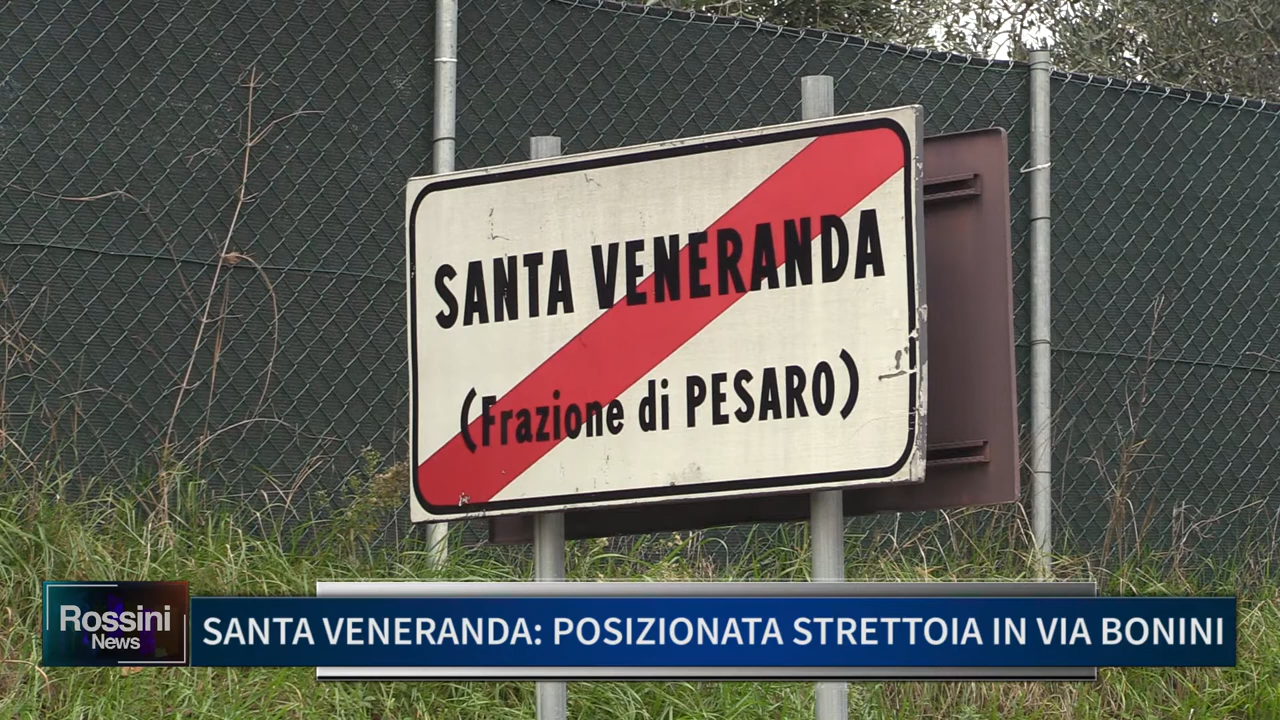 SANTA VENERANDA
(Frazione di PESARO)
Rossini
News
SANTA VENERANDA: POSIZIONATA STRETTOIA IN VIA BONINI